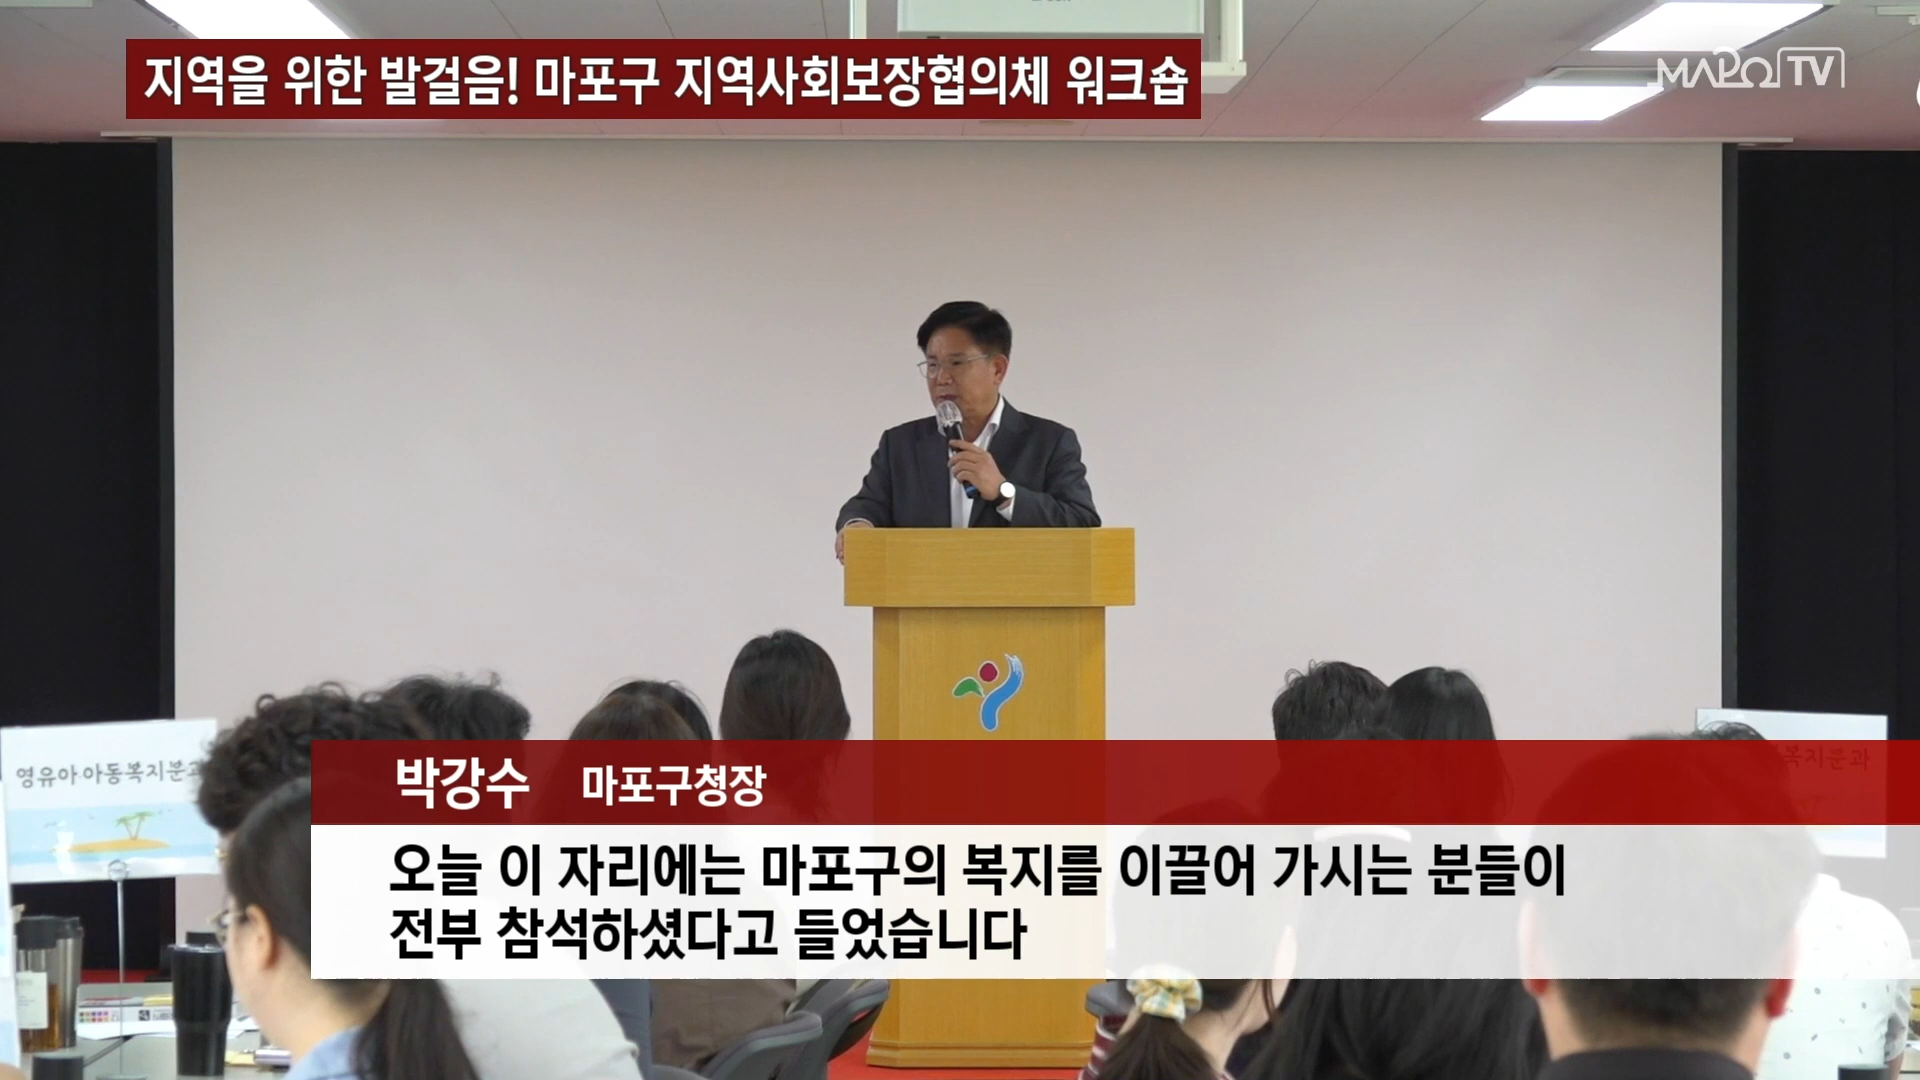 지역을 위한 발걸음! 마포구 지역사회보장협의체 워크숍
MAPO TV
영유아·아동복지분과
복지분과
박강수 마포구청장
오늘 이 자리에는 마포구의 복지를 이끌어 가시는 분들이
전부 참석하셨다고 들었습니다